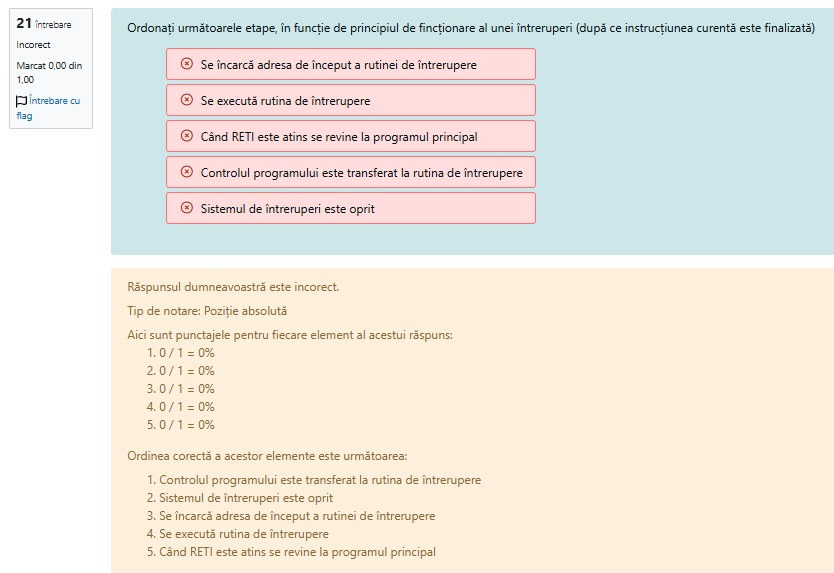 21 întrebare
Incorect
Marcat 0,00 din
1,00
Întrebare cu
flag
Ordonați următoarele etape, în funcție de principiul de fincționare al unei întreruperi (după ce instrucțiunea curentă este finalizată)
Se încarcă adresa de început a rutinei de întrerupere
Se execută rutina de întrerupere
Când RETI este atins se revine la programul principal
Controlul programului este transferat la rutina de întrerupere
Sistemul de întreruperi este oprit
Răspunsul dumneavoastră este incorect.
Tip de notare: Poziție absolută
Aici sunt punctajele pentru fiecare element al acestui răspuns:
1. 0 / 1 = 0%
2. 0 / 1 = 0%
3. 0 / 1 = 0%
4. 0 / 1 = 0%
5. 0 / 1 = 0%
Ordinea corectă a acestor elemente este următoarea:
1. Controlul programului este transferat la rutina de întrerupere
2. Sistemul de întreruperi este oprit
3. Se încarcă adresa de început a rutinei de întrerupere
4. Se execută rutina de întrerupere
5. Când RETI este atins se revine la programul principal